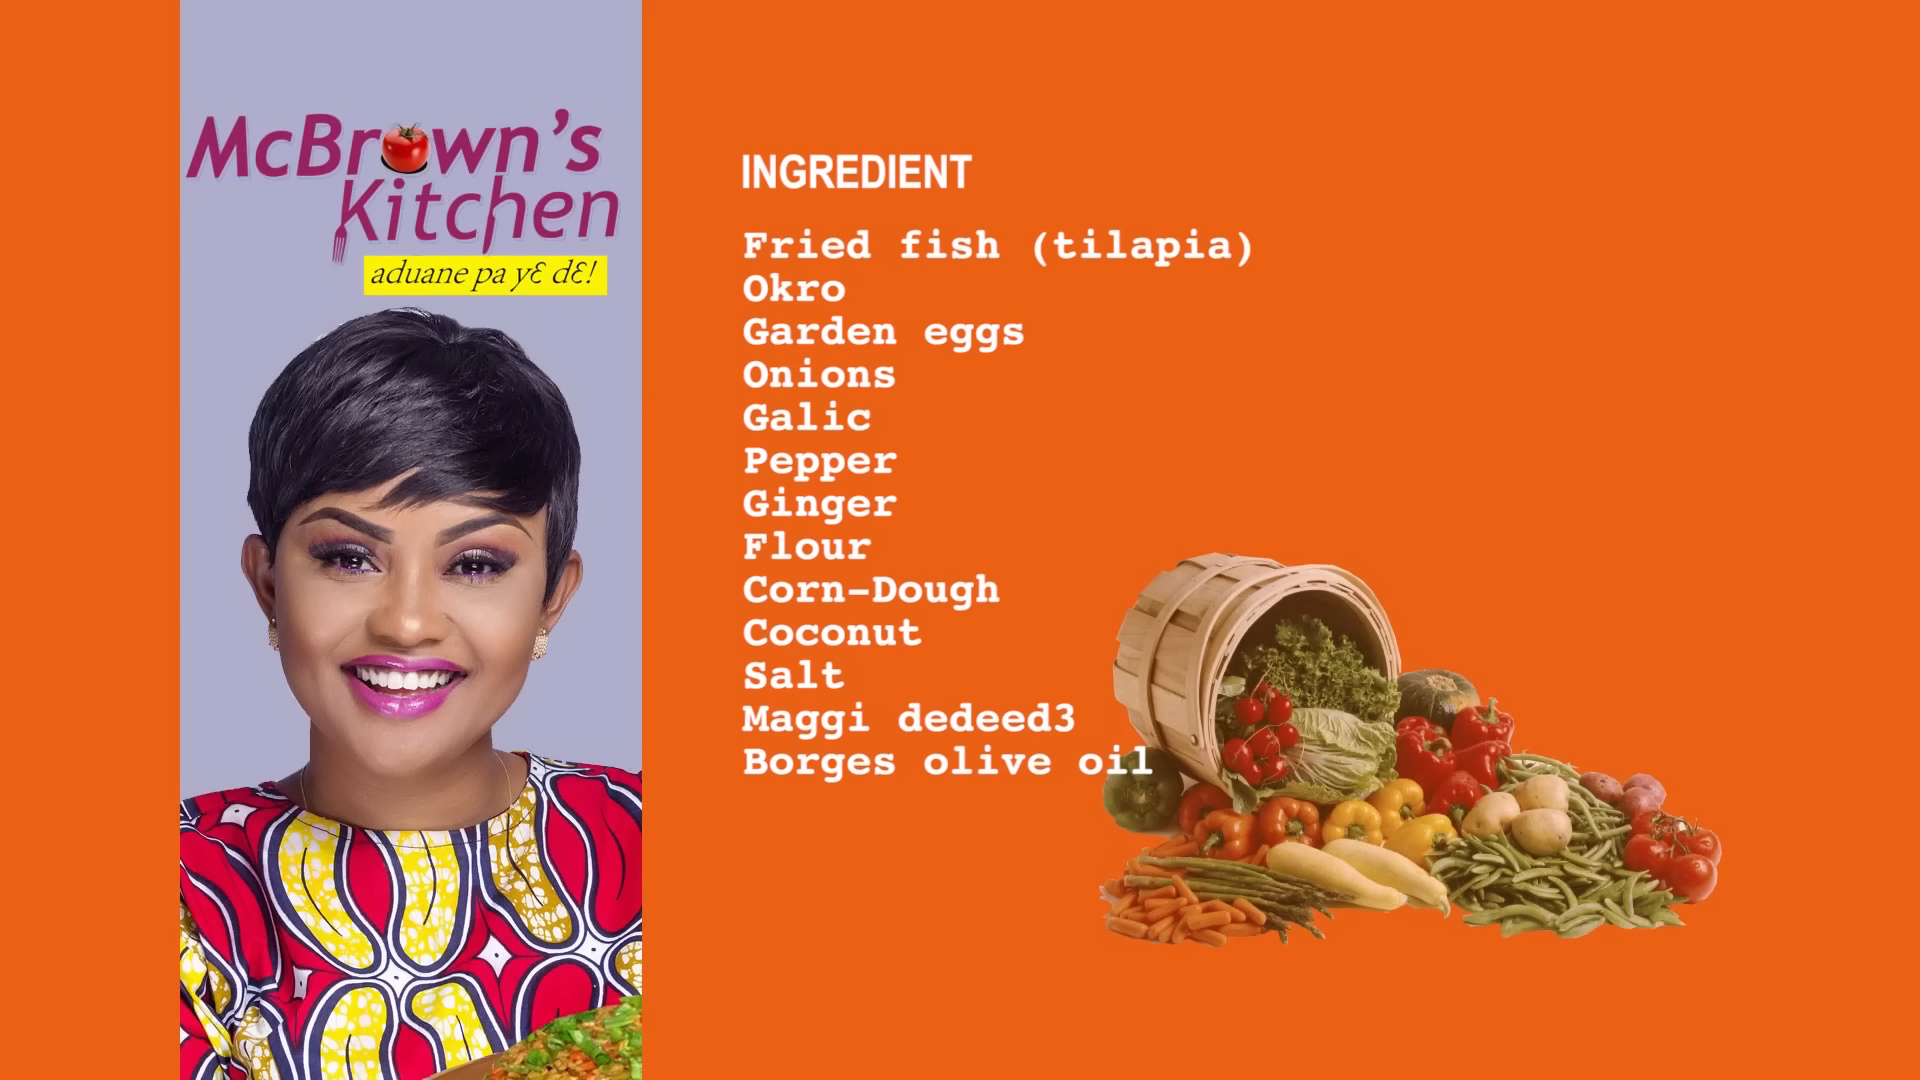 McBrown's
Kitchen
aduane pa yɛ dɛ!
INGREDIENT
Fried fish (tilapia)
Okro
Garden eggs
Onions
Galic
Pepper
Ginger
Flour
Corn-Dough
Coconut
Salt
Maggi dedeed3
Borges olive oil